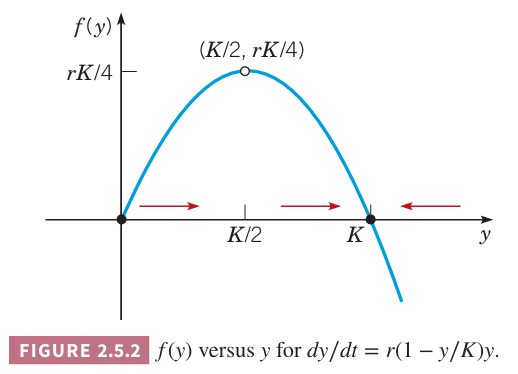 f(y)
(K/2, rK/4)
rK/4
K/2
K
y
FIGURE 2.5.2 f(y) versus y for dy/dt = r(1 − y/K)y.